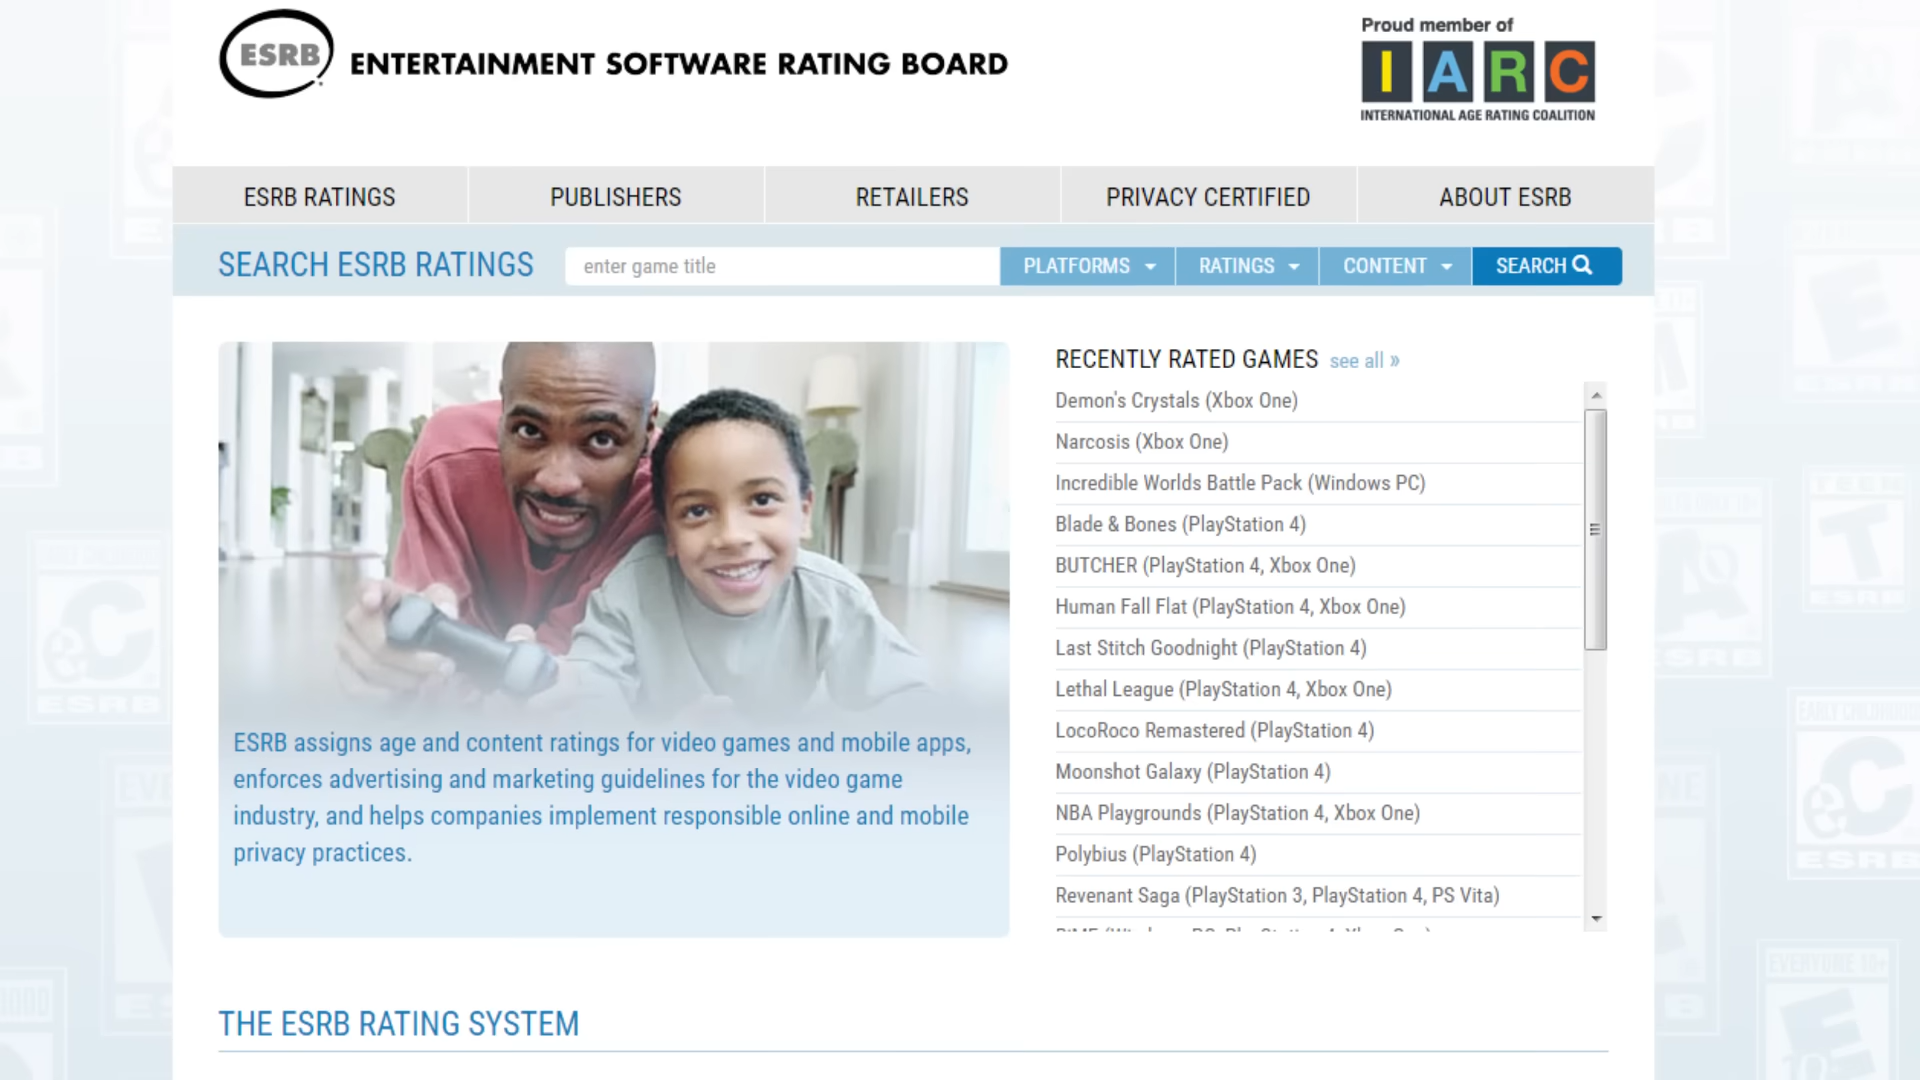 ESRB
ENTERTAINMENT SOFTWARE RATING BOARD
Proud member of
IARC
INTERNATIONAL AGE RATING COALITION
ESRB RATINGS
PUBLISHERS
RETAILERS
PRIVACY CERTIFIED
ABOUT ESRB
SEARCH ESRB RATINGS
enter game title
PLATFORMS
RATINGS
CONTENT
SEARCH
ESRB assigns age and content ratings for video games and mobile apps,
enforces advertising and marketing guidelines for the video game
industry, and helps companies implement responsible online and mobile
privacy practices.
RECENTLY RATED GAMES see all »
Demon's Crystals (Xbox One)
Narcosis (Xbox One)
Incredible Worlds Battle Pack (Windows PC)
Blade & Bones (PlayStation 4)
BUTCHER (PlayStation 4, Xbox One)
Human Fall Flat (PlayStation 4, Xbox One)
Last Stitch Goodnight (PlayStation 4)
Lethal League (PlayStation 4, Xbox One)
LocoRoco Remastered (PlayStation 4)
Moonshot Galaxy (PlayStation 4)
NBA Playgrounds (PlayStation 4, Xbox One)
Polybius (PlayStation 4)
Revenant Saga (PlayStation 3, PlayStation 4, PS Vita)
THE ESRB RATING SYSTEM